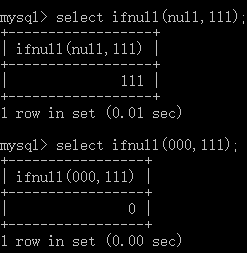 mysql> select ifnull(null,111);
+------------------+
| ifnull(null,111) |
+------------------+
|              111 |
+------------------+
1 row in set (0.01 sec)
mysql> select ifnull(000,111);
+-----------------+
| ifnull(000,111) |
+-----------------+
|               0 |
+-----------------+
1 row in set (0.00 sec)